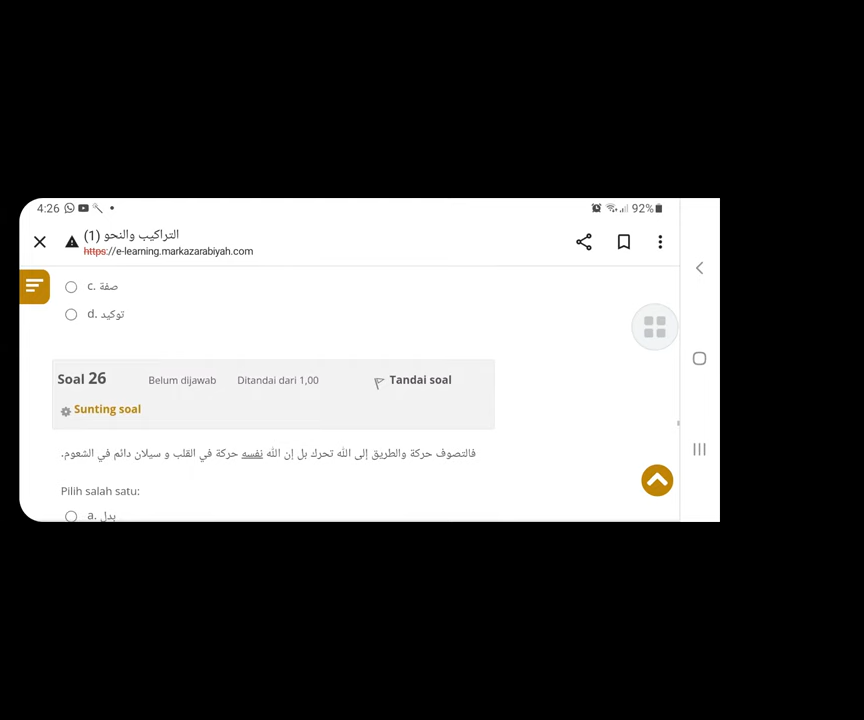 4:26
92%
التراكيب والنحو (1)
https://e-learning.markazarabiyah.com
c. صفة
d. توكيد
Soal 26 Belum dijawab Ditandai dari 1,00 Tandai soal
Sunting soal
فالتصوف حركة والطريق إلى الله تحرك بل إن الله نفسه حركة في القلب و سيلان دائم في الشعوم.
Pilih salah satu:
a. بدل